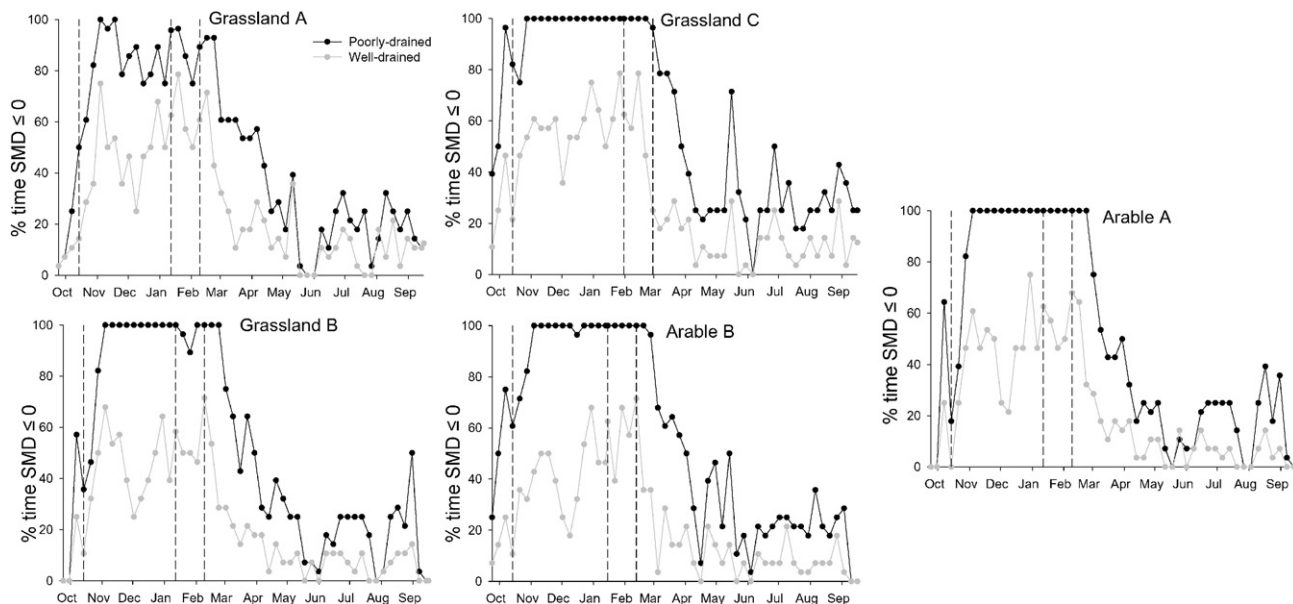 Grassland A
Poorly-drained
Well-drained
% time SMD ≤ 0
100
80
60
40
20
0
Oct Nov Dec Jan Feb Mar Apr May Jun Jul Aug Sep
Grassland C
% time SMD ≤ 0
100
80
60
40
20
0
Oct Nov Dec Jan Feb Mar Apr May Jun Jul Aug Sep
Grassland B
% time SMD ≤ 0
100
80
60
40
20
0
Oct Nov Dec Jan Feb Mar Apr May Jun Jul Aug Sep
Arable B
% time SMD ≤ 0
100
80
60
40
20
0
Oct Nov Dec Jan Feb Mar Apr May Jun Jul Aug Sep
Arable A
% time SMD ≤ 0
100
80
60
40
20
0
Oct Nov Dec Jan Feb Mar Apr May Jun Jul Aug Sep